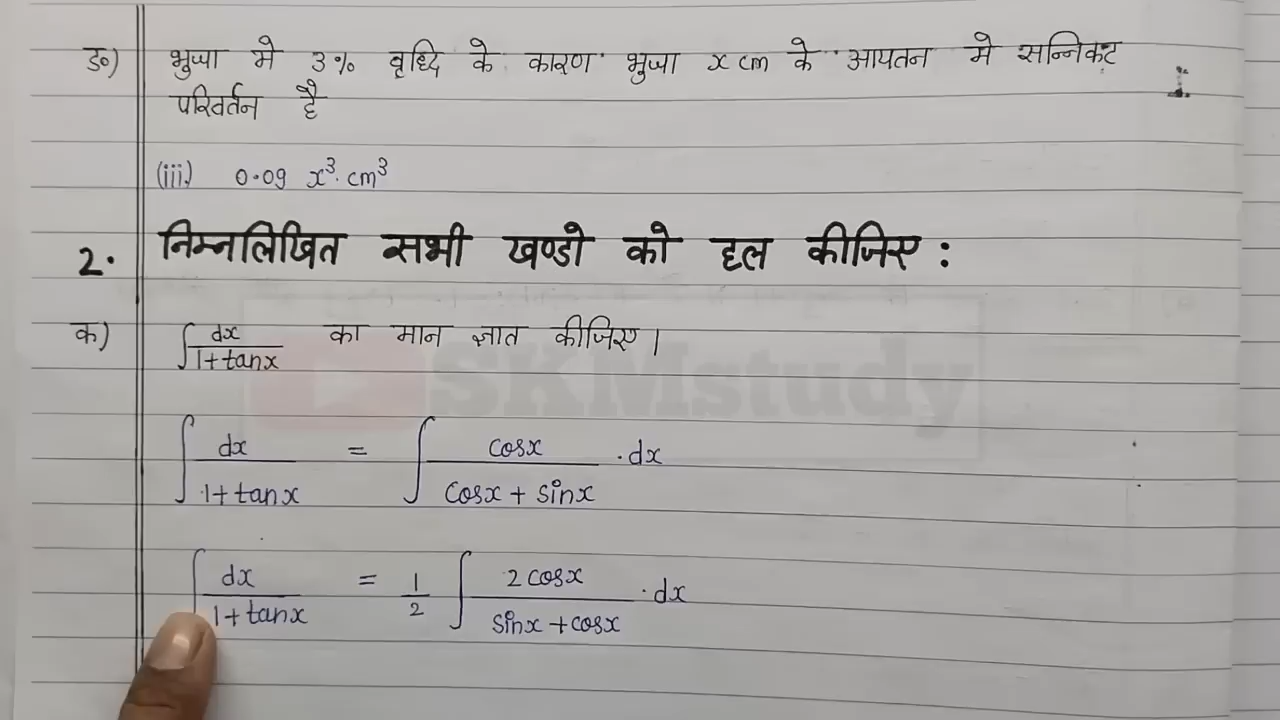 ङ०) भुजा मे 3% वृध्दि के कारण भुजा x cm के आयतन मे सन्निकट
परिवर्तन है
(iii.) 0.09 x³. cm³
2. निम्नलिखित सभी खण्डो को हल कीजिए :
क) ∫ dx / 1+tanx का मान ज्ञात कीजिए।
SKMstudy
∫ dx / 1+tanx = ∫ cosx / cosx + sinx .dx
∫ dx / 1+tanx = 1/2 ∫ 2cosx / sinx + cosx .dx